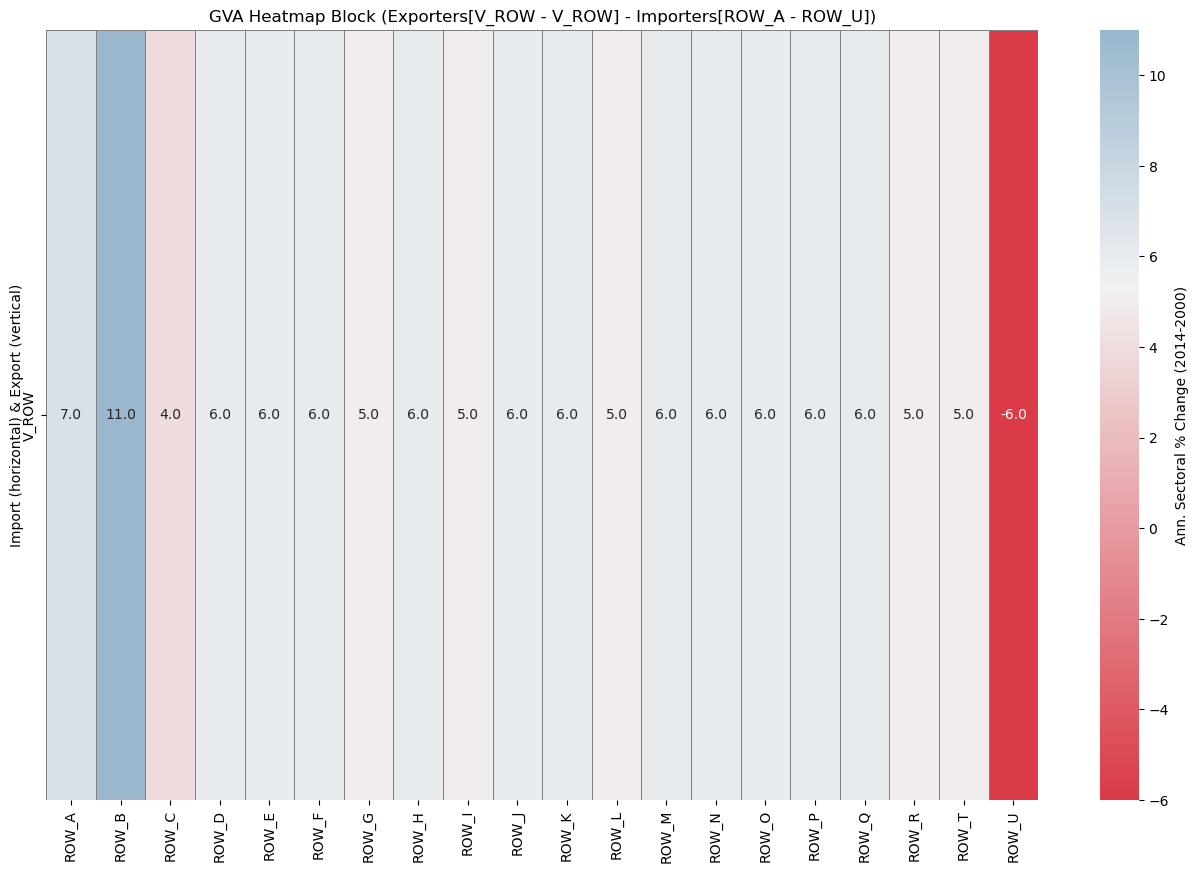 GVA Heatmap Block (Exporters[V_ROW - V_ROW] - Importers[ROW_A - ROW_U])
Import (horizontal) & Export (vertical)
V_ROW
7.0 11.0 4.0 6.0 6.0 6.0 5.0 6.0 5.0 6.0 6.0 5.0 6.0 6.0 6.0 6.0 6.0 5.0 5.0 -6.0
ROW_A ROW_B ROW_C ROW_D ROW_E ROW_F ROW_G ROW_H ROW_I ROW_J ROW_K ROW_L ROW_M ROW_N ROW_O ROW_P ROW_Q ROW_R ROW_T ROW_U
10
8
6
4
2
0
−2
−4
−6
Ann. Sectoral % Change (2014-2000)